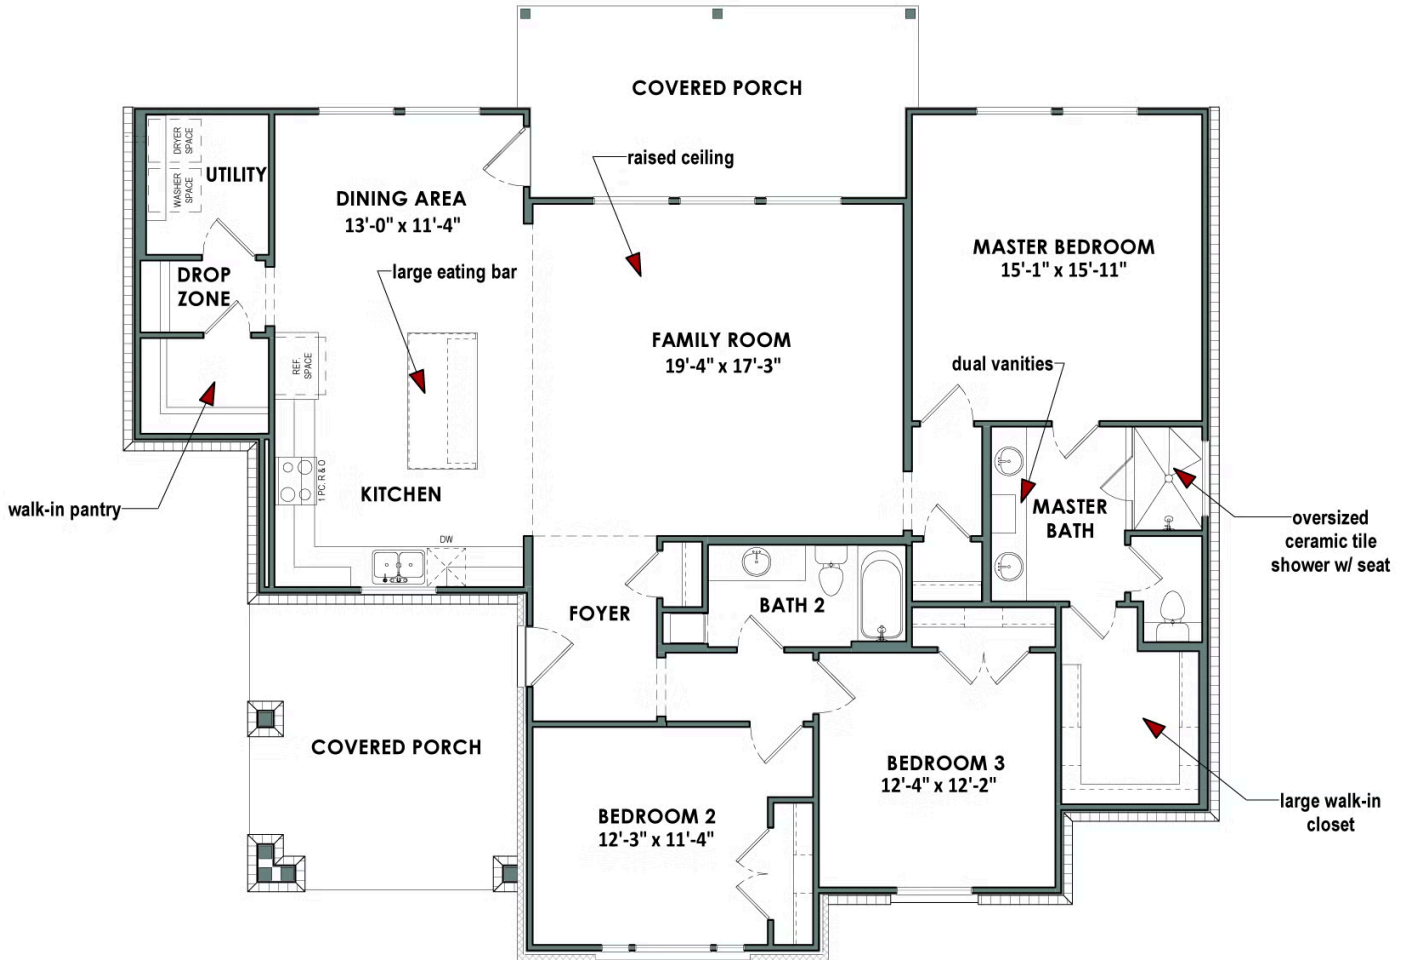 COVERED PORCH
raised ceiling
DRYER
SPACE
WASHER
SPACE
UTILITY
DINING AREA
13'-0" x 11'-4"
MASTER BEDROOM
15'-1" x 15'-11"
DROP
ZONE
large eating bar
FAMILY ROOM
19'-4" x 17'-3"
REF.
SPACE
dual vanities
1 PC. R & O
KITCHEN
walk-in pantry
MASTER
BATH
oversized
ceramic tile
shower w/ seat
DW
FOYER
BATH 2
COVERED PORCH
BEDROOM 3
12'-4" x 12'-2"
BEDROOM 2
12'-3" x 11'-4"
large walk-in
closet